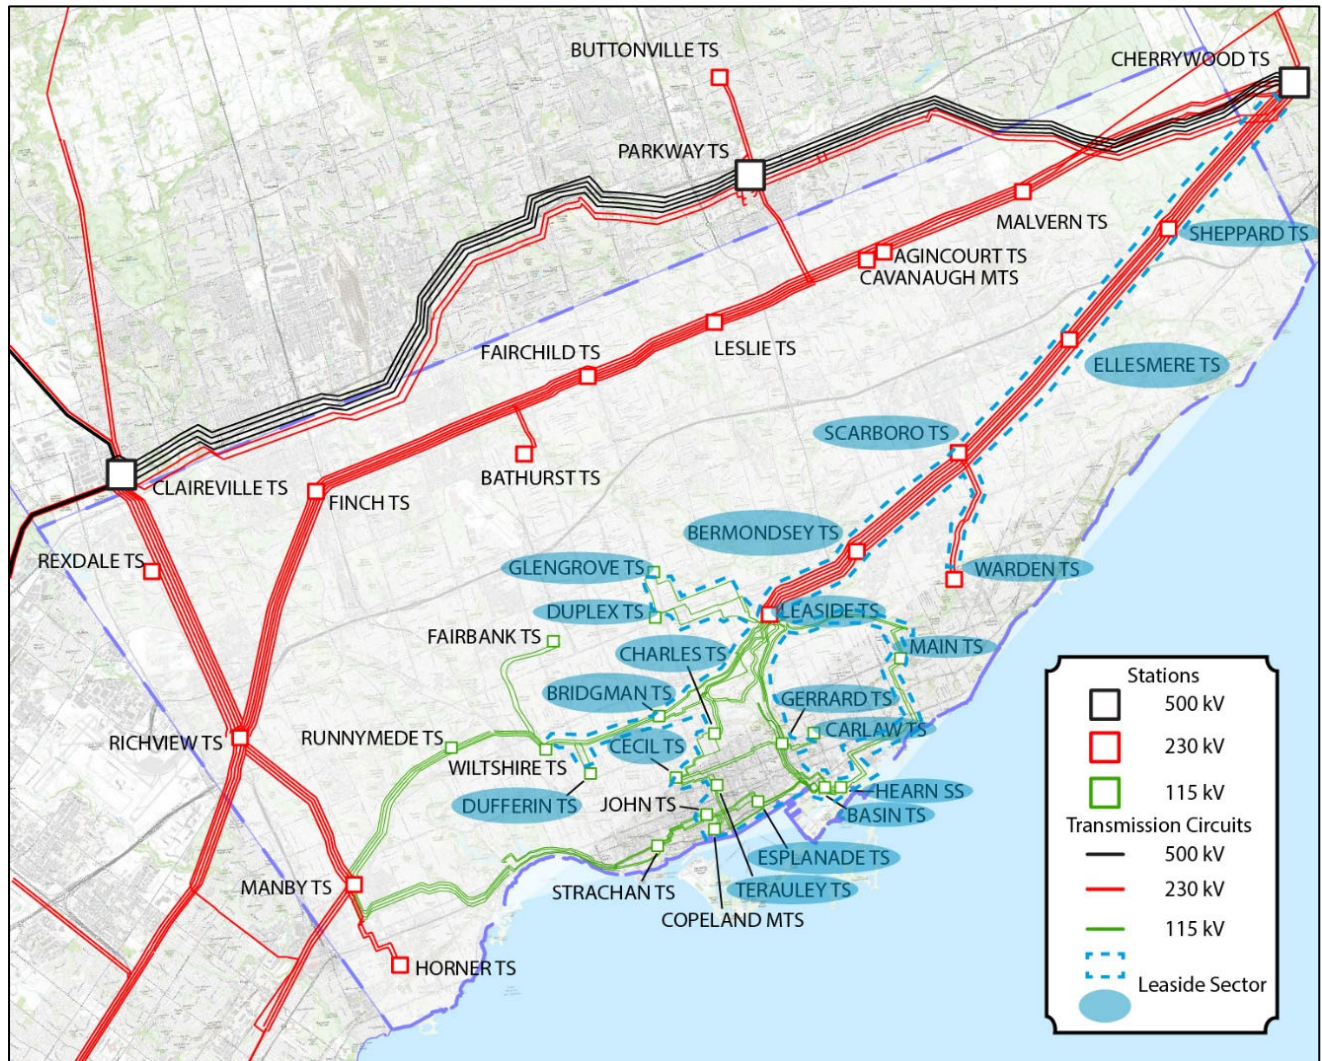 BUTTONVILLE TS
CHERRYWOOD TS
PARKWAY TS
MALVERN TS
SHEPPARD TS
AGINCOURT TS
CAVANAUGH MTS
LESLIE TS
FAIRCHILD TS
ELLESMERE TS
SCARBORO TS
BATHURST TS
CLAIREVILLE TS
FINCH TS
BERMONDSEY TS
REXDALE TS
GLENGROVE TS
WARDEN TS
DUPLEX TS
LEASIDE TS
FAIRBANK TS
CHARLES TS
MAIN TS
BRIDGMAN TS
GERRARD TS
CARLAW TS
RICHVIEW TS
RUNNYMEDE TS
CECIL TS
WILTSHIRE TS
HEARN SS
DUFFERIN TS
JOHN TS
BASIN TS
ESPLANADE TS
MANBY TS
STRACHAN TS
TERAULEY TS
COPELAND MTS
HORNER TS
Stations
500 kV
230 kV
115 kV
Transmission Circuits
500 kV
230 kV
115 kV
Leaside Sector